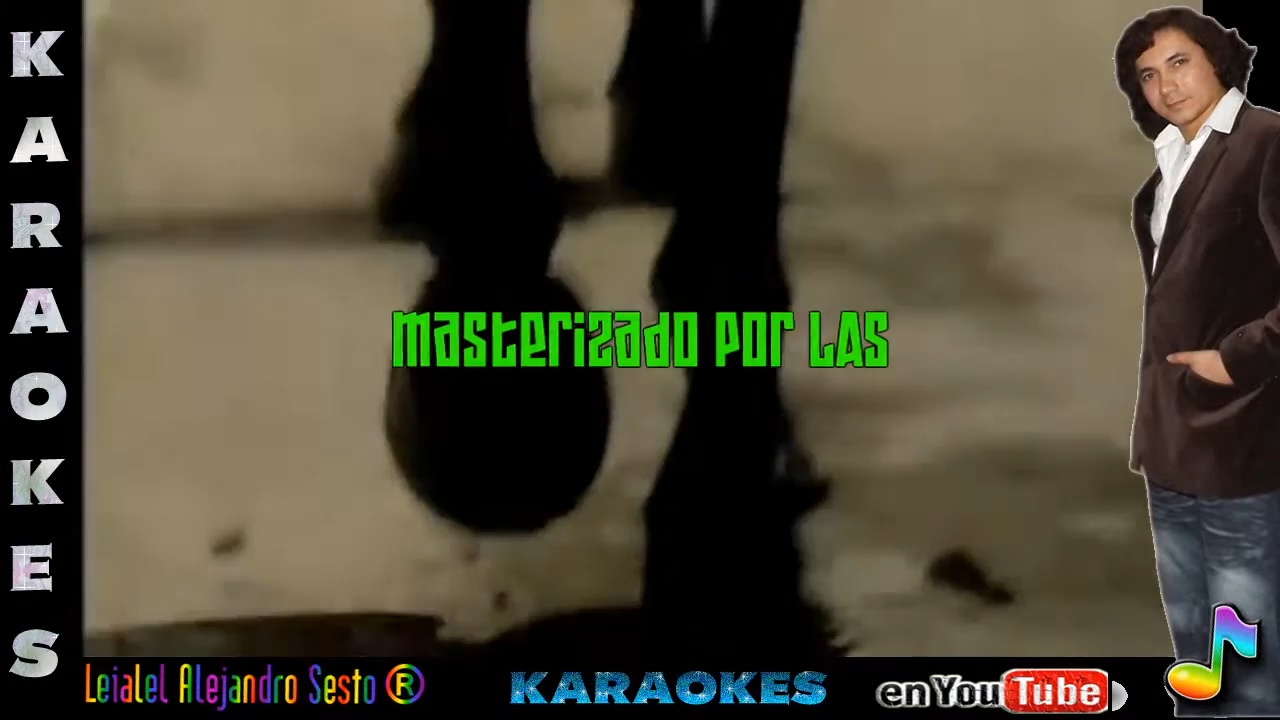 KARAOKES
masterizado por LAS
Leialel Alejandro Sesto ®
KARAOKES
en YouTube